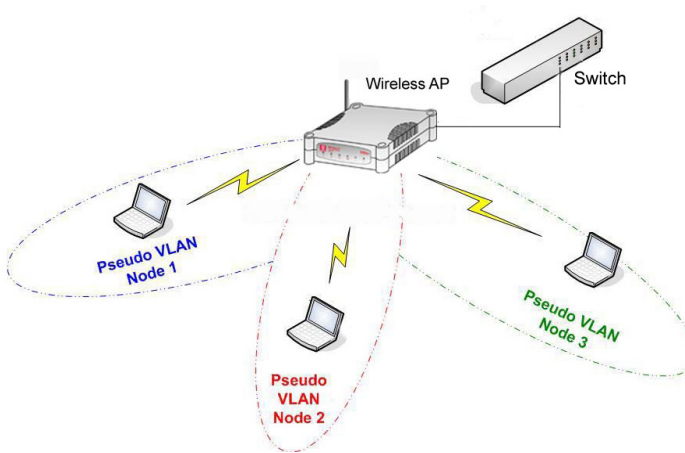 Wireless AP
Switch
Pseudo VLAN
Node 1
Pseudo
VLAN
Node 2
Pseudo VLAN
Node 3